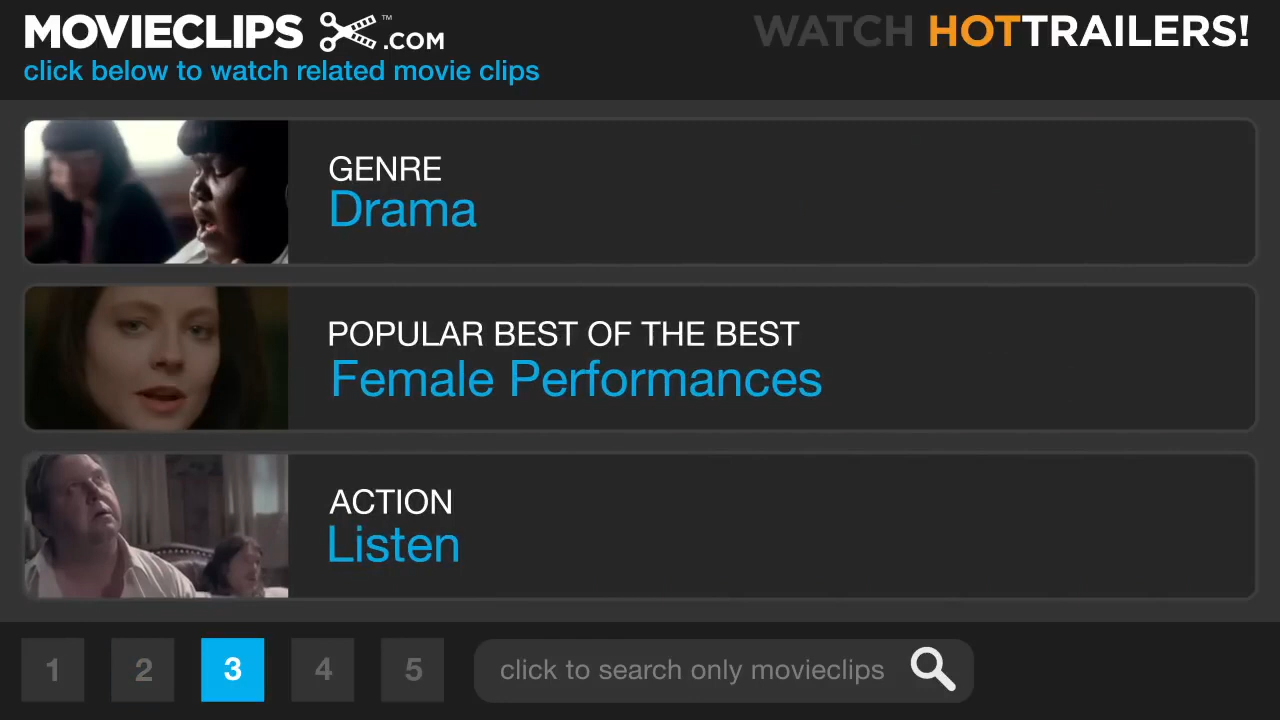 MOVIECLIPS ™ .COM
WATCH HOTTRAILERS!
click below to watch related movie clips
GENRE
Drama
POPULAR BEST OF THE BEST
Female Performances
ACTION
Listen
1 2 3 4 5
click to search only movieclips